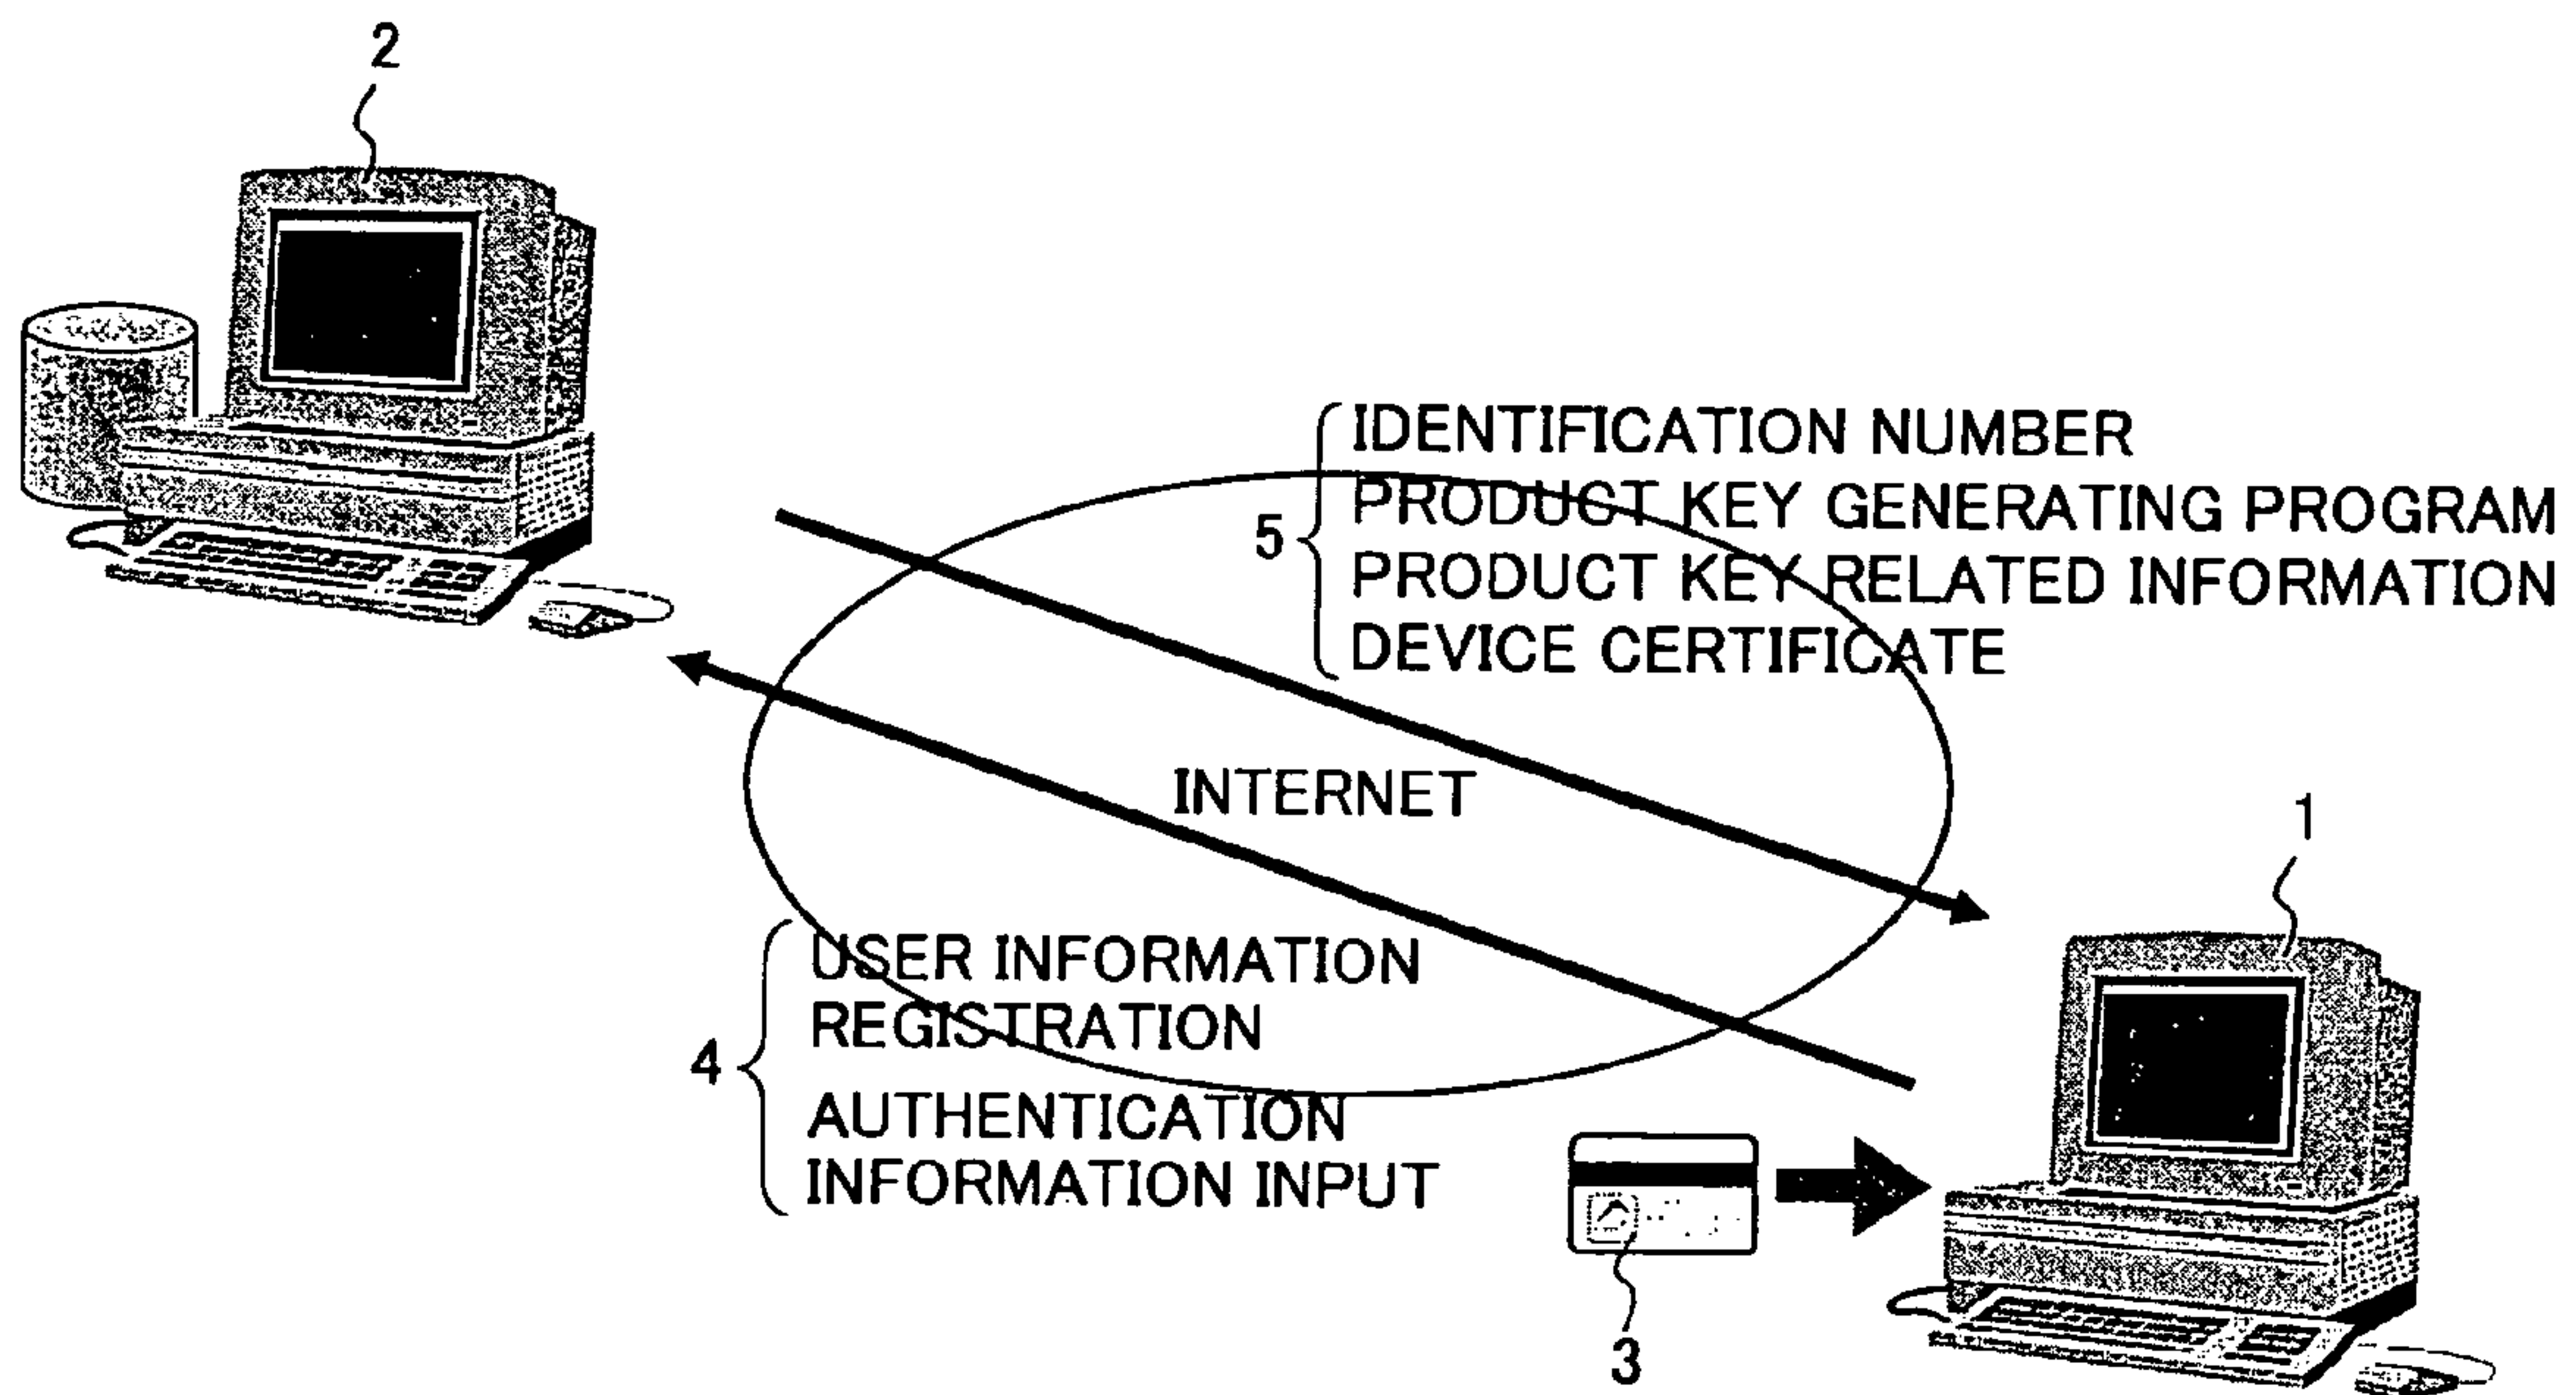 2
IDENTIFICATION NUMBER
PRODUCT KEY GENERATING PROGRAM
5
PRODUCT KEY RELATED INFORMATION
DEVICE CERTIFICATE
INTERNET
1
USER INFORMATION
REGISTRATION
4
AUTHENTICATION
INFORMATION INPUT
3